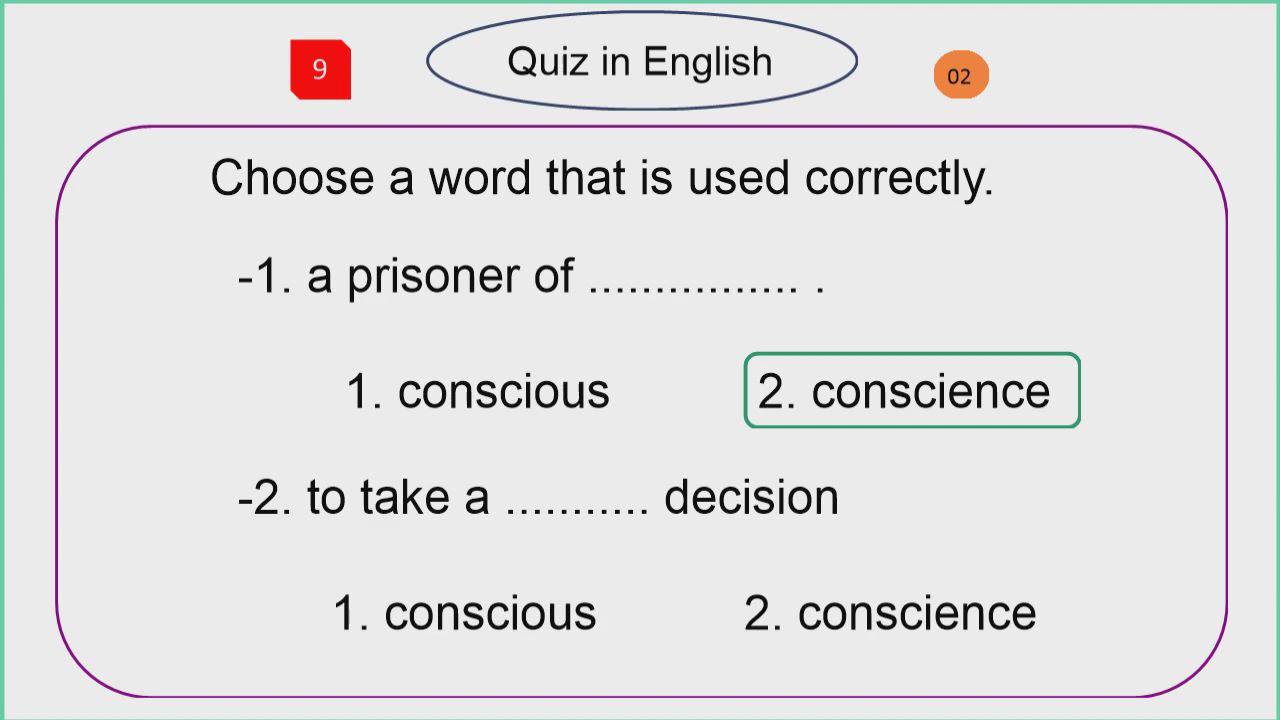 9
Quiz in English
02
Choose a word that is used correctly.
-1. a prisoner of ................ .
1. conscious
2. conscience
-2. to take a ........... decision
1. conscious
2. conscience